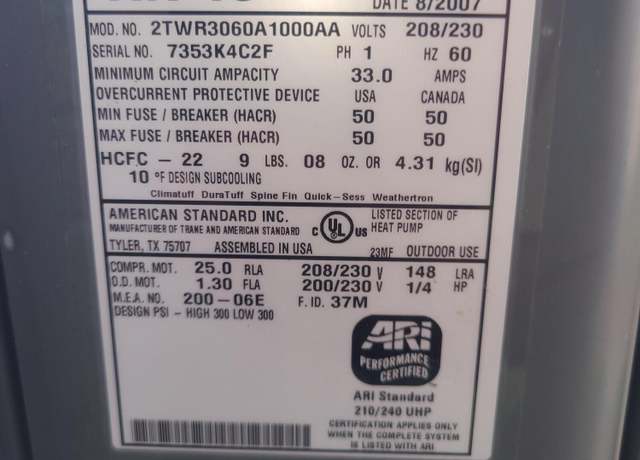 DATE 8/2007
MOD. NO. 2TWR3060A1000AA VOLTS 208/230
SERIAL NO. 7353K4C2F PH 1 HZ 60
MINIMUM CIRCUIT AMPACITY 33.0 AMPS
OVERCURRENT PROTECTIVE DEVICE USA CANADA
MIN FUSE / BREAKER (HACR) 50 50
MAX FUSE / BREAKER (HACR) 50 50
HCFC - 22 9 LBS. 08 OZ. OR 4.31 kg(SI)
10 °F DESIGN SUBCOOLING
Climatuff DuraTuff Spine Fin Quick-Sess Weathertron
AMERICAN STANDARD INC.
MANUFACTURER OF TRANE AND AMERICAN STANDARD
TYLER, TX 75707 ASSEMBLED IN USA
C UL US LISTED SECTION OF
HEAT PUMP
23MF OUTDOOR USE
COMPR. MOT. 25.0 RLA 208/230 V 148 LRA
O.D. MOT. 1.30 FLA 200/230 V 1/4 HP
M.E.A. NO. 200-06E F. ID. 37M
DESIGN PSI - HIGH 300 LOW 300
ARI
PERFORMANCE
CERTIFIED
ARI Standard
210/240 UHP
CERTIFICATION APPLIES ONLY
WHEN THE COMPLETE SYSTEM
IS LISTED WITH ARI